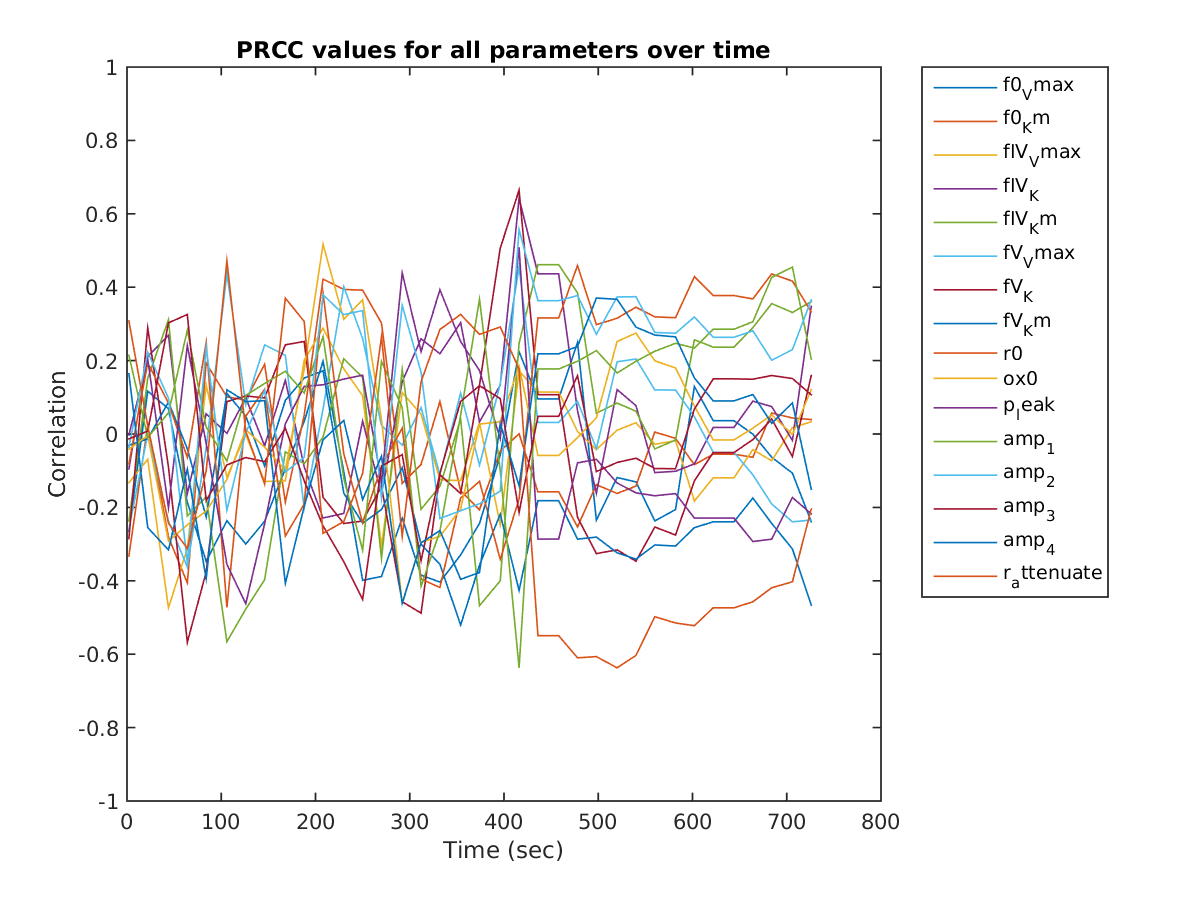 PRCC values for all parameters over time
1
0.8
0.6
0.4
0.2
0
-0.2
-0.4
-0.6
-0.8
-1
Correlation
0 100 200 300 400 500 600 700 800
Time (sec)
f0_Vmax
f0_Km
fIV_Vmax
fIV_K
fIV_Km
fV_Vmax
fV_K
fV_Km
r0
ox0
p_leak
amp_1
amp_2
amp_3
amp_4
r_attenuate